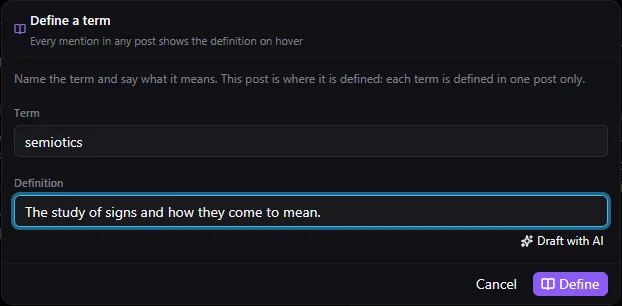 Define a term
Every mention in any post shows the definition on hover
Name the term and say what it means. This post is where it is defined: each term is defined in one post only.
Term
semiotics
Definition
The study of signs and how they come to mean.
Draft with AI
Cancel
Define